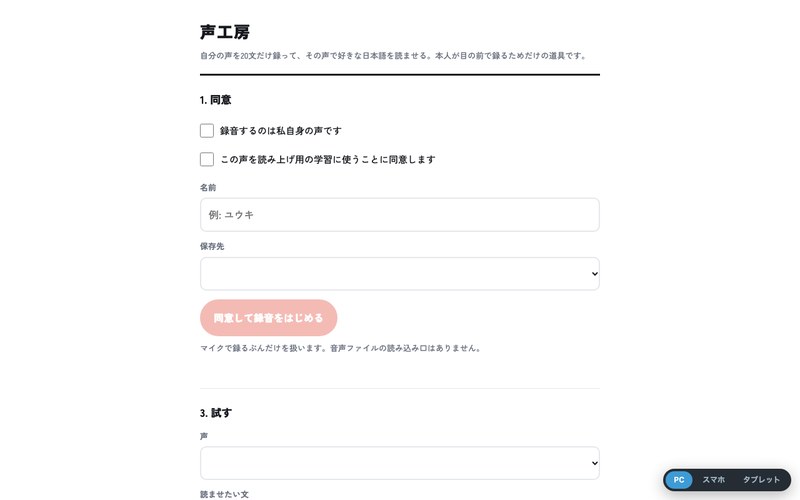 声工房
自分の声を20文だけ録って、その声で好きな日本語を読ませる。本人が目の前で録るためだけの道具です。
1. 同意
録音するのは私自身の声です
この声を読み上げ用の学習に使うことに同意します
名前
例: ユウキ
保存先
同意して録音をはじめる
マイクで録るぶんだけを扱います。音声ファイルの読み込み口はありません。
3. 試す
声
読ませたい文
PC スマホ タブレット